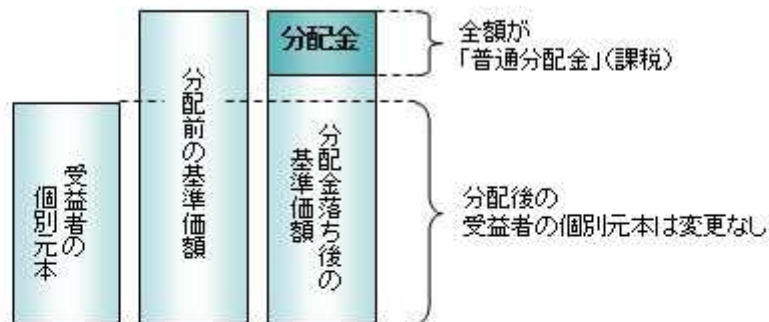 受益者の
個別元本
分配前の基準価額
分配金
分配金落ち後の
基準価額
全額が
「普通分配金」(課税)
分配後の
受益者の個別元本は変更なし